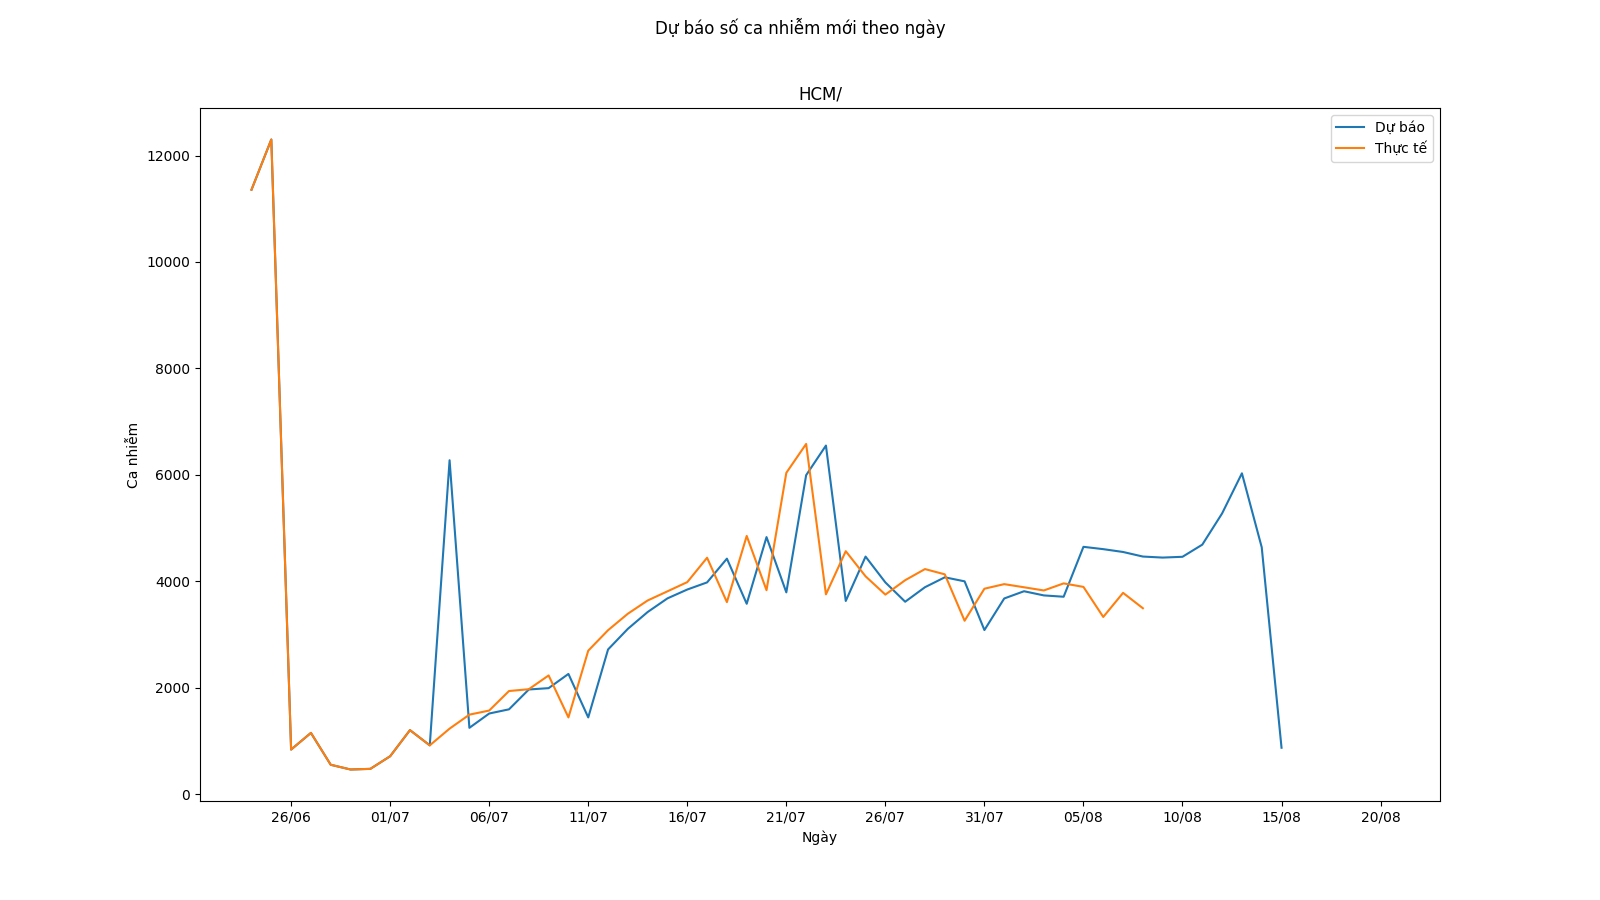 Dự báo số ca nhiễm mới theo ngày
HCM/
Dự báo
Thực tế
12000
10000
8000
6000
4000
2000
0
Ca nhiễm
26/06 01/07 06/07 11/07 16/07 21/07 26/07 31/07 05/08 10/08 15/08 20/08
Ngày